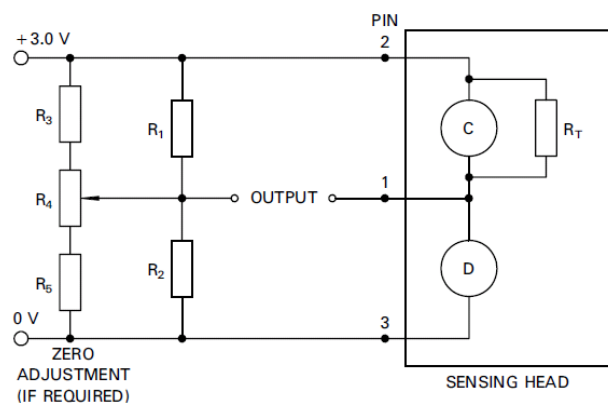 +3.0 V
PIN
2
R3
R1
C
RT
R4
OUTPUT
1
R5
R2
D
0 V
3
ZERO
ADJUSTMENT
(IF REQUIRED)
SENSING HEAD